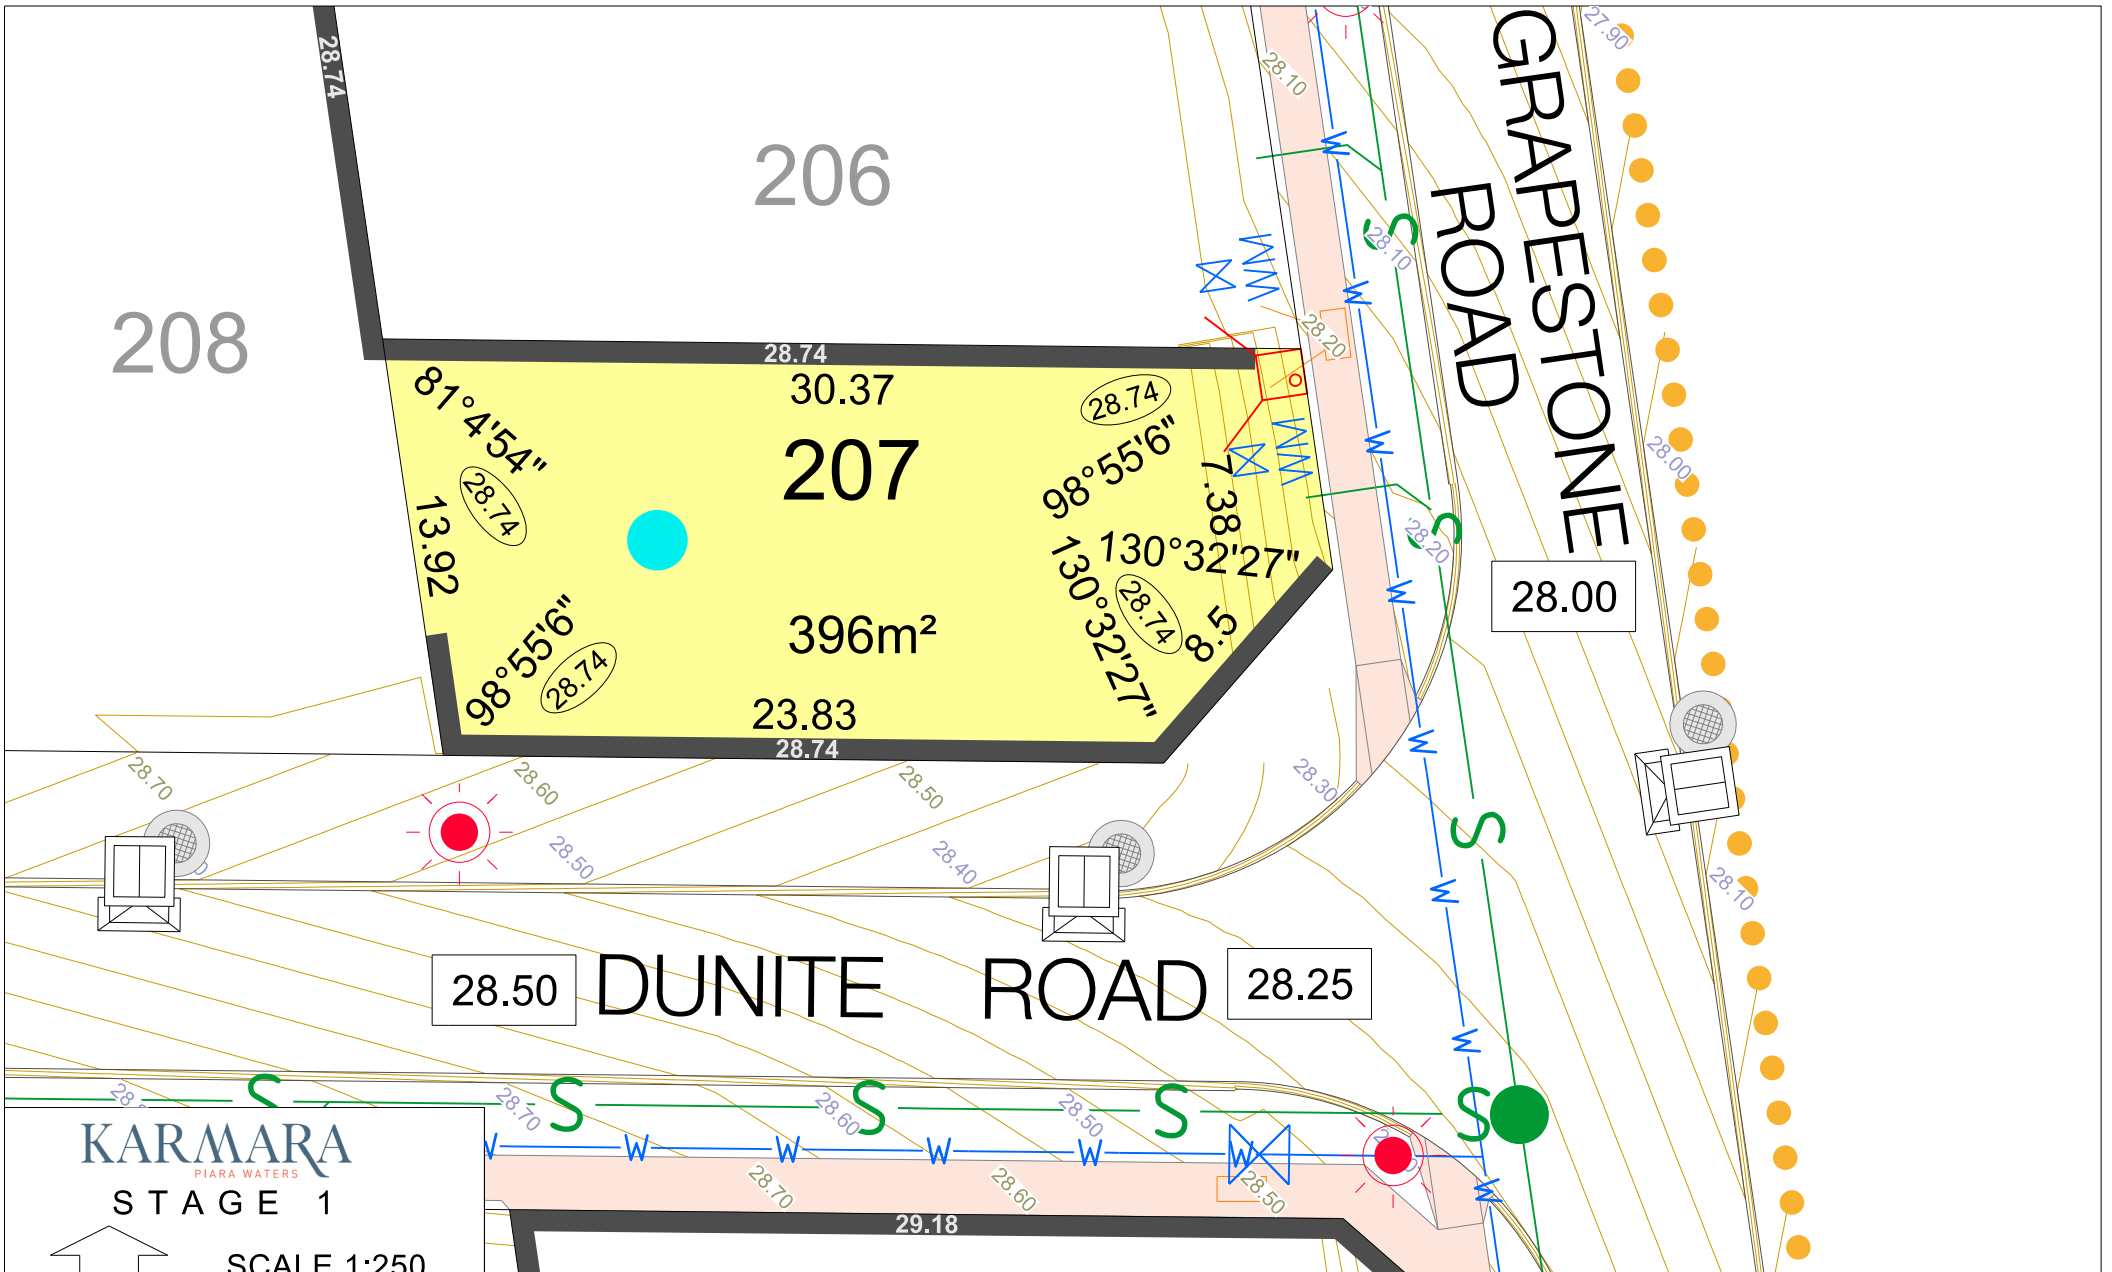 28.74
28.10
GRAPESTONE
ROAD
27.90
206
W
S
28.10
W
208
28.20
28.74
30.37
81°4'54"
28.74
28.74
98°55'6"
207
W
28.00
7.38
13.92
28.74
S
28.20
130°32'27"
130°32'27"
28.74
8.5
W
28.00
396m²
98°55'6"
28.74
23.83
28.74
W
28.70
28.60
28.50
28.30
28.50
28.40
S
W
28.10
28.50
DUNITE ROAD
28.25
W
S
S
S
S
S
28.70
28.60
28.50
W
W
W
W
W
W
28.70
28.60
28.50
29.18
KARMARA
PIARA WATERS
STAGE 1
SCALE 1:250